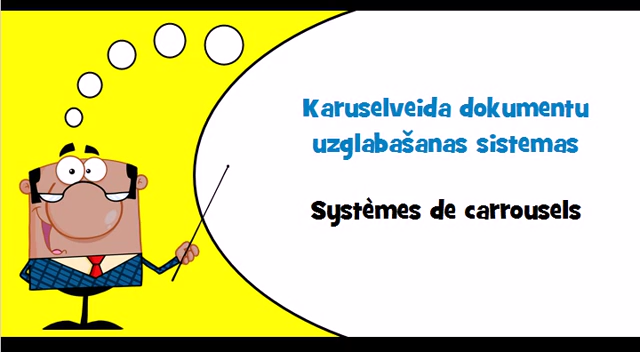 Karuselveida dokumentu
uzglabašanas sistemas
Systèmes de carrousels